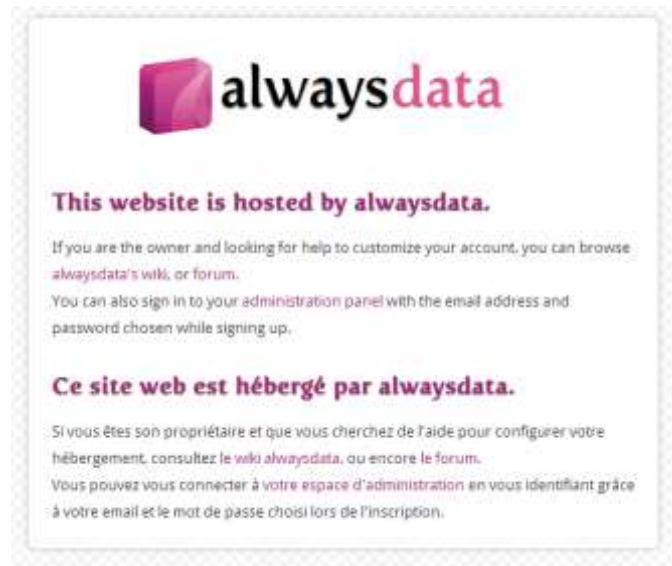 alwaysdata
This website is hosted by alwaysdata.
If you are the owner and looking for help to customize your account, you can browse
alwaysdata's wiki, or forum.
You can also sign in to your administration panel with the email address and
password chosen while signing up.
Ce site web est hébergé par alwaysdata.
Si vous êtes son propriétaire et que vous cherchez de l'aide pour configurer votre
hébergement, consultez le wiki alwaysdata, ou encore le forum.
Vous pouvez vous connecter à votre espace d'administration en vous identifiant grâce
à votre email et le mot de passe choisi lors de l'inscription.